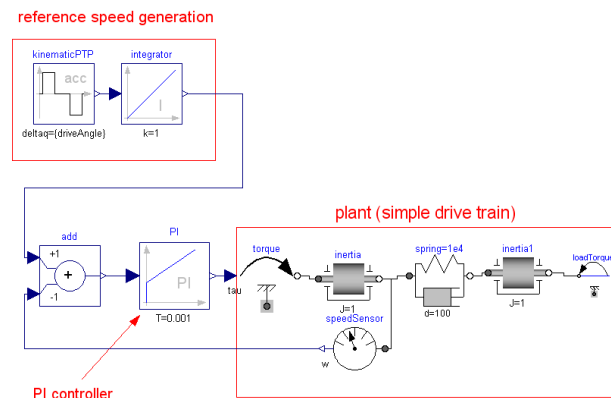 reference speed generation
kinematicPTP
integrator
acc
I
deltaq={driveAngle}
k=1
plant (simple drive train)
add
PI
torque
inertia
spring=1e4
inertia1
loadTorque
+1
+
-1
PI
tau
J=1
d=100
J=1
T=0.001
speedSensor
w
PI controller